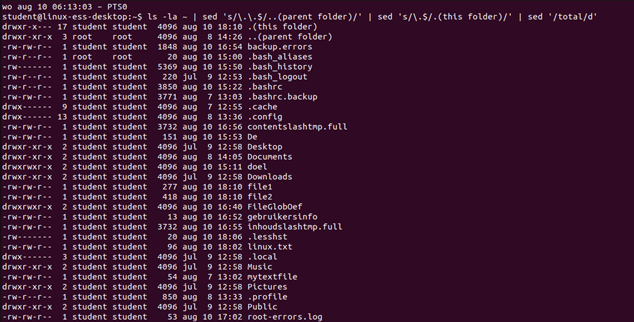 wo aug 10 06:13:03 - PTS0
student@linux-ess-desktop:~$ ls -la ~ | sed 's/\.\.$/..(parent folder)/' | sed 's/\.$/.(this folder)/' | sed '/total/d'
drwxr-x--- 17 student student 4096 aug 10 18:10 .(this folder)
drwxr-xr-x 3 root root 4096 aug 8 14:26 ..(parent folder)
-rw-rw-r-- 1 student student 1848 aug 10 16:54 backup.errors
-rw-r--r-- 1 root root 20 aug 10 15:00 .bash_aliases
-rw------- 1 student student 5369 aug 10 15:50 .bash_history
-rw-r--r-- 1 student student 220 jul 9 12:53 .bash_logout
-rw-r--r-- 1 student student 3850 aug 10 15:22 .bashrc
-rw-r--r-- 1 student student 3771 aug 7 13:03 .bashrc.backup
drwx------ 9 student student 4096 aug 7 12:55 .cache
drwx------ 13 student student 4096 aug 8 13:36 .config
-rw-rw-r-- 1 student student 3732 aug 10 16:56 contentslashtmp.full
-rw-rw-r-- 1 student student 151 aug 10 15:53 De
drwxr-xr-x 2 student student 4096 jul 9 12:58 Desktop
drwxr-xr-x 2 student student 4096 aug 8 14:05 Documents
drwxrwxr-x 2 student student 4096 aug 10 15:11 doel
drwxr-xr-x 2 student student 4096 jul 9 12:58 Downloads
-rw-rw-r-- 1 student student 277 aug 10 18:10 file1
-rw-rw-r-- 1 student student 418 aug 10 18:10 file2
drwxrwxr-x 2 student student 4096 aug 10 16:40 FileGlobOef
-rw-rw-r-- 1 student student 13 aug 10 16:52 gebruikersinfo
-rw-rw-r-- 1 student student 3732 aug 10 16:55 inhoudslashtmp.full
-rw------- 1 student student 20 aug 10 18:06 .lesshst
-rw-rw-r-- 1 student student 96 aug 10 18:02 linux.txt
drwx------ 3 student student 4096 jul 9 12:58 .local
drwxr-xr-x 2 student student 4096 jul 9 12:58 Music
-rw-rw-r-- 1 student student 54 aug 7 13:02 mytextfile
drwxr-xr-x 2 student student 4096 jul 9 12:58 Pictures
-rw-r--r-- 1 student student 850 aug 8 13:33 .profile
drwxr-xr-x 2 student student 4096 jul 9 12:58 Public
-rw-rw-r-- 1 student student 53 aug 10 17:02 root-errors.log